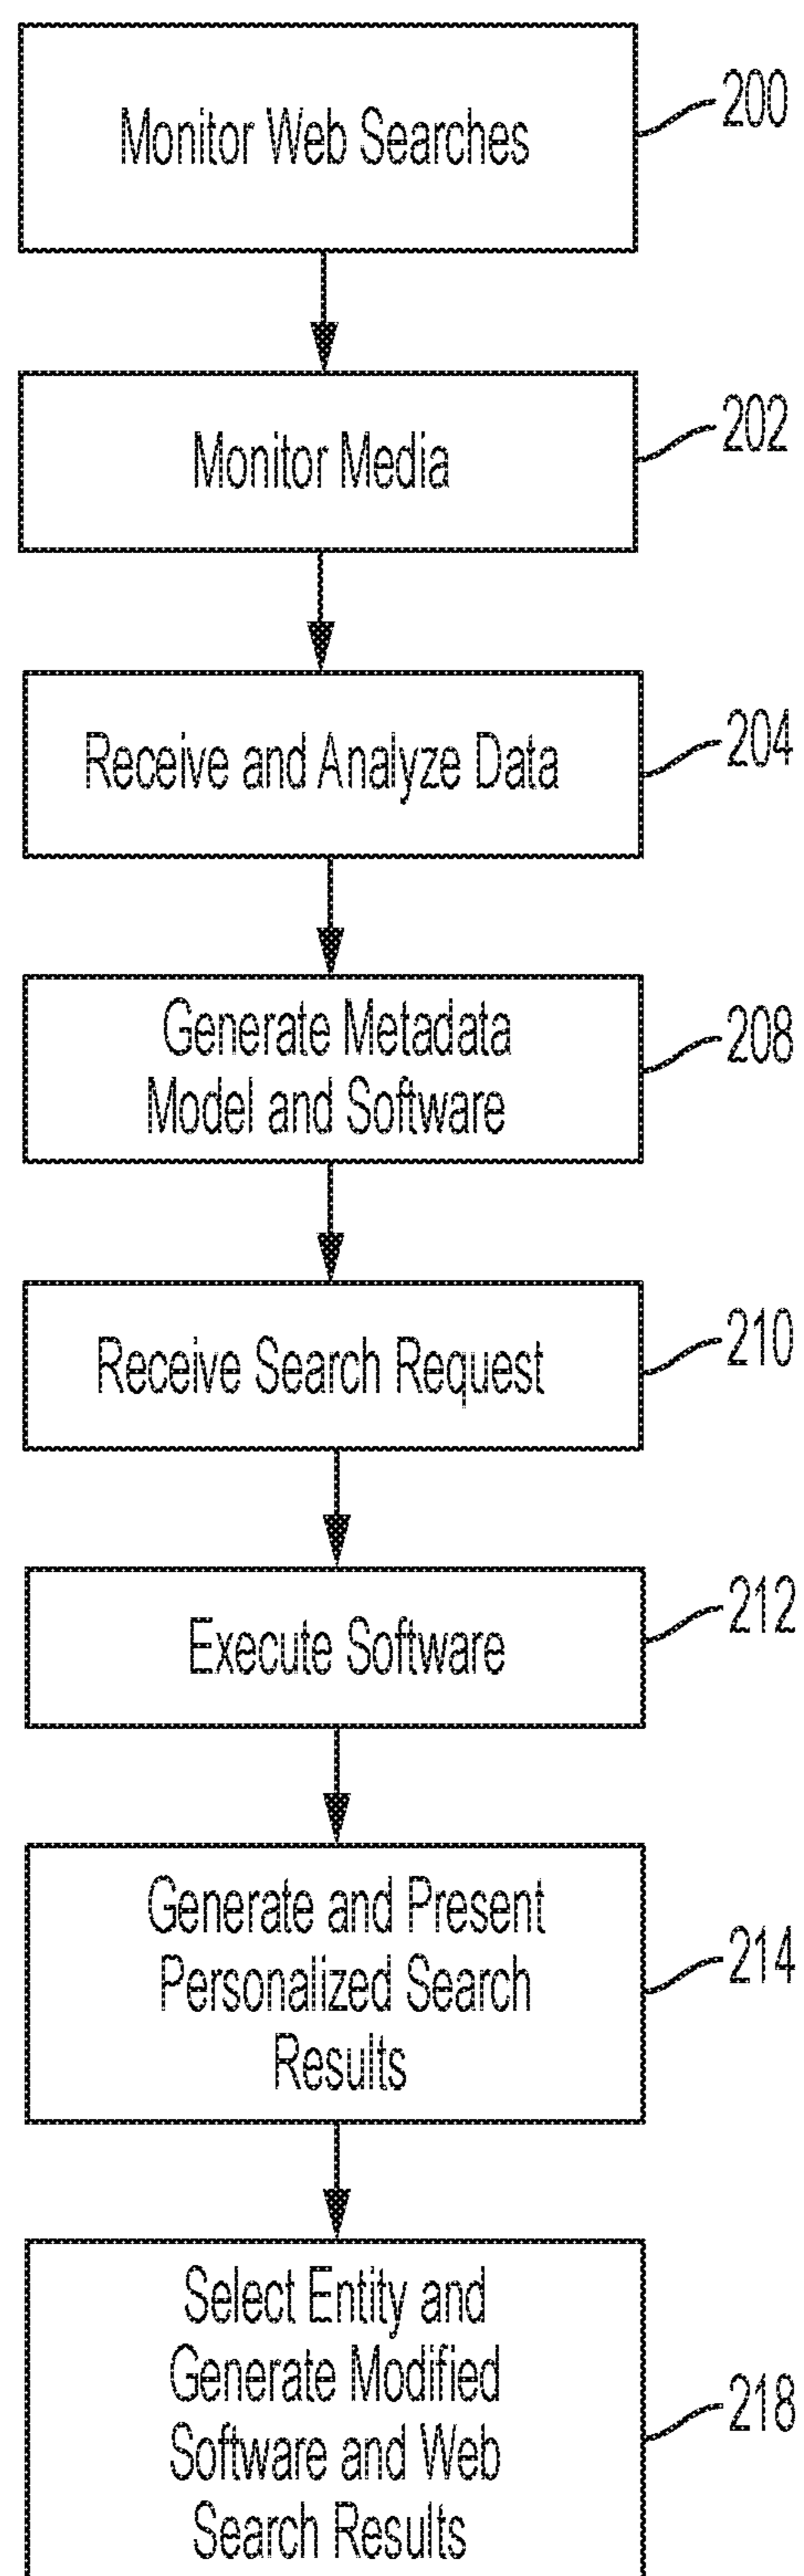 Monitor Web Searches
200
Monitor Media
202
Receive and Analyze Data
204
Generate Metadata
Model and Software
208
Receive Search Request
210
Execute Software
212
Generate and Present
Personalized Search
Results
214
Select Entity and
Generate Modified
Software and Web
Search Results
218